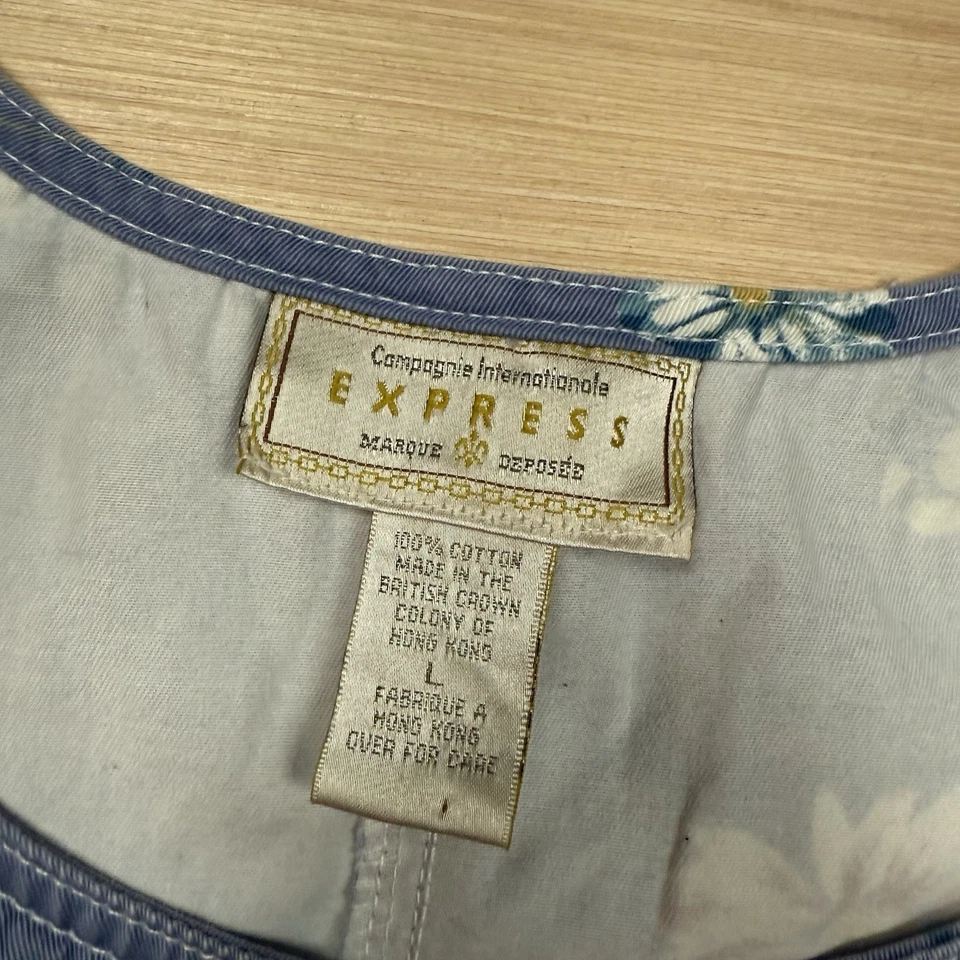 Compagnie Internationale
EXPRESS
MARQUE DEPOSÉE
100% COTTON
MADE IN THE
BRITISH CROWN
COLONY OF
HONG KONG
L
FABRIQUE A
HONG KONG
OVER FOR CARE